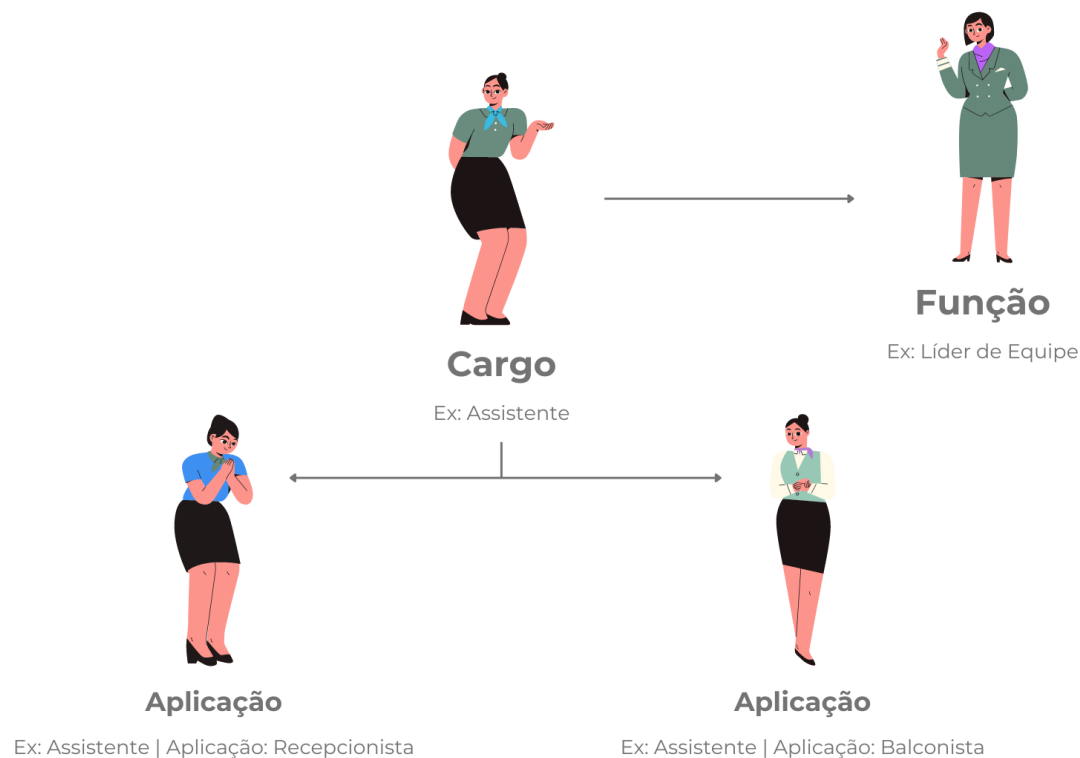 Função
Ex: Líder de Equipe
Cargo
Ex: Assistente
Aplicação
Ex: Assistente | Aplicação: Recepcionista
Aplicação
Ex: Assistente | Aplicação: Balconista